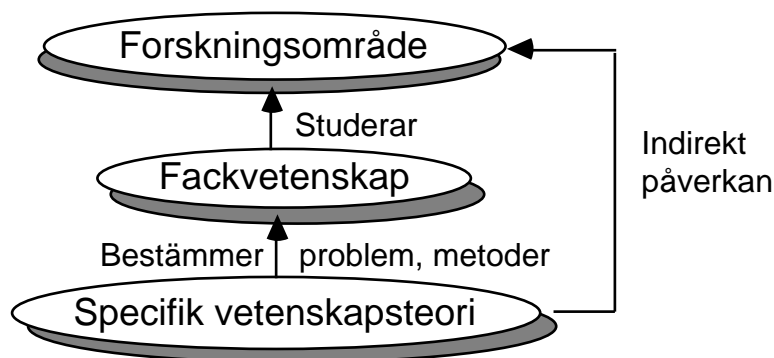 Forskningsområde
Studerar
Indirekt
påverkan
Fackvetenskap
Bestämmer problem, metoder
Specifik vetenskapsteori